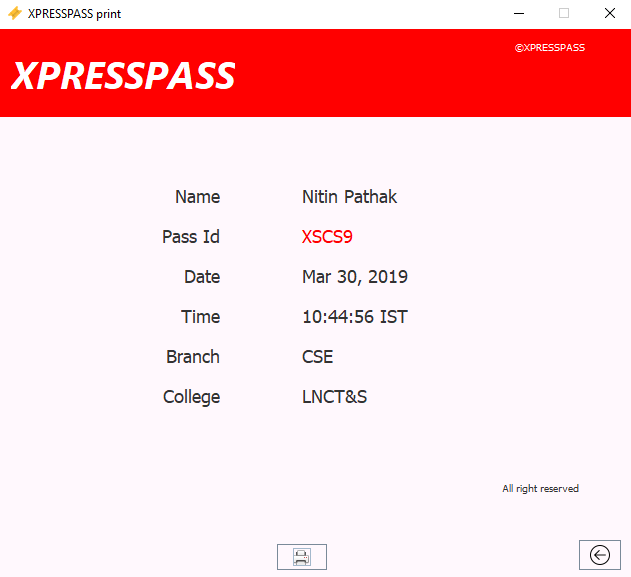 XPRESSPASS print
©XPRESSPASS
XPRESSPASS
Name Nitin Pathak
Pass Id XSCS9
Date Mar 30, 2019
Time 10:44:56 IST
Branch CSE
College LNCT&S
All right reserved